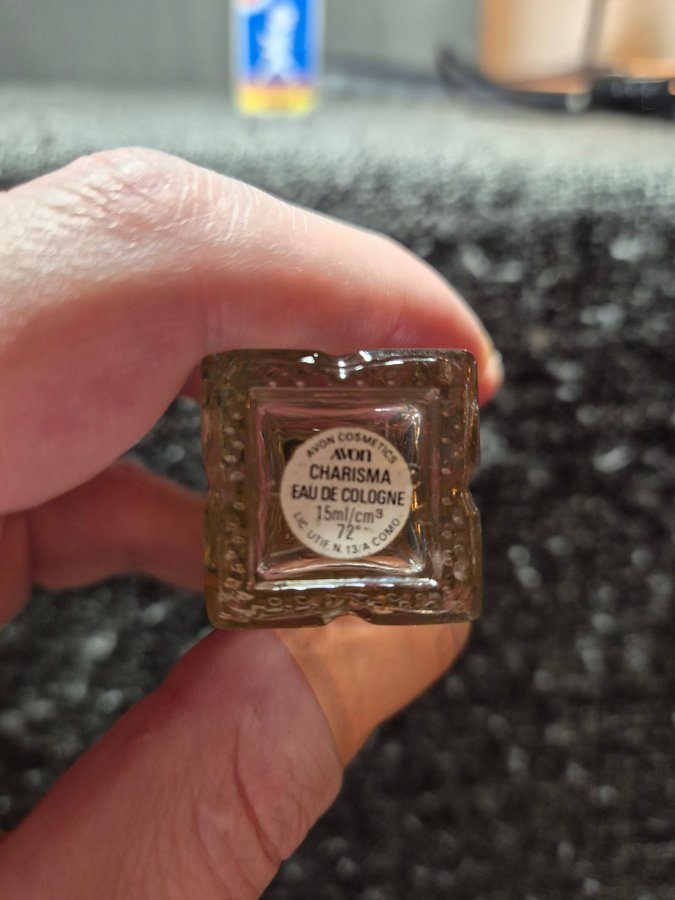 AVON COSMETICS
AVON
CHARISMA
EAU DE COLOGNE
15ml/cm³
72°
LIC. UTIF. N. 13/A COMO